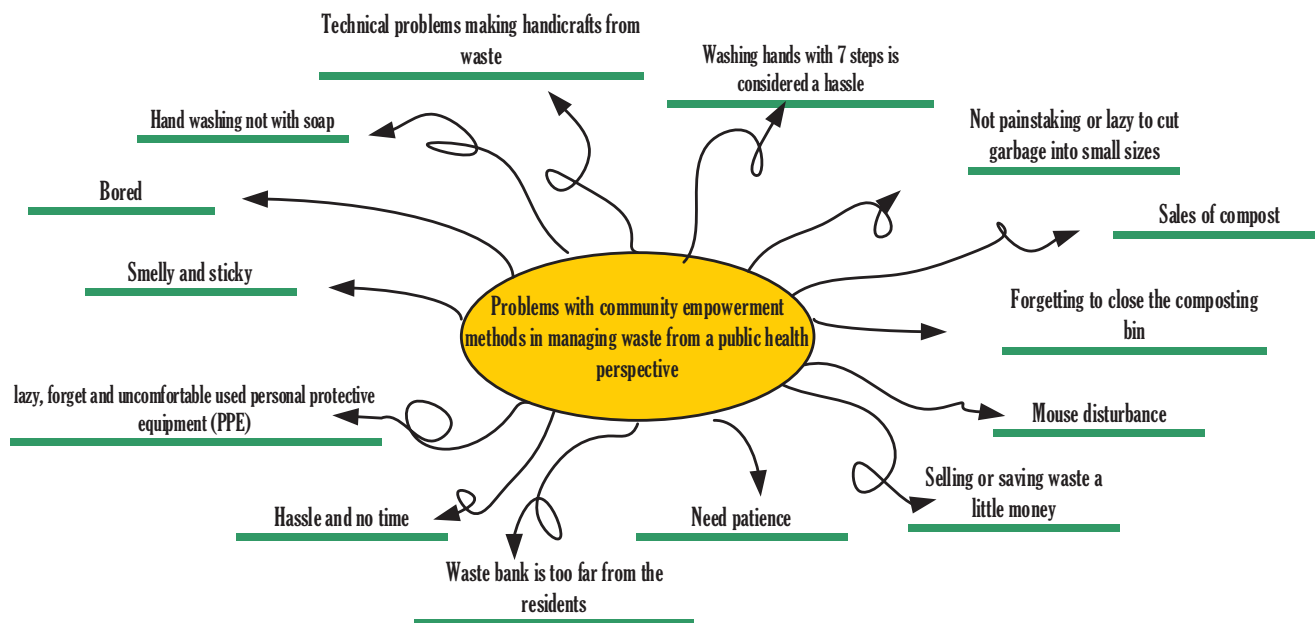 Technical problems making handicrafts from
waste
Washing hands with 7 steps is
considered a hassle
Hand washing not with soap
Not painstaking or lazy to cut
garbage into small sizes
Bored
Sales of compost
Smelly and sticky
Problems with community empowerment
methods in managing waste from a public health
perspective
Forgetting to close the composting
bin
lazy, forget and uncomfortable used personal protective
equipment (PPE)
Mouse disturbance
Hassle and no time
Need patience
Selling or saving waste a
little money
Waste bank is too far from the
residents